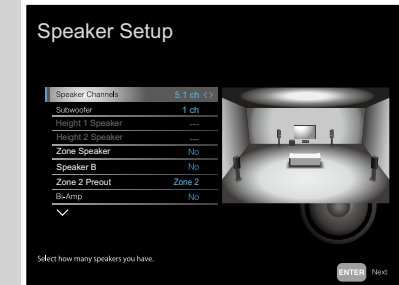 Speaker Setup
Speaker Channels 5.1 ch <>
Subwoofer 1 ch
Height 1 Speaker ---
Height 2 Speaker ---
Zone Speaker No
Speaker B No
Zone 2 Preout Zone 2
Bi-Amp No
Select how many speakers you have.
ENTER Next